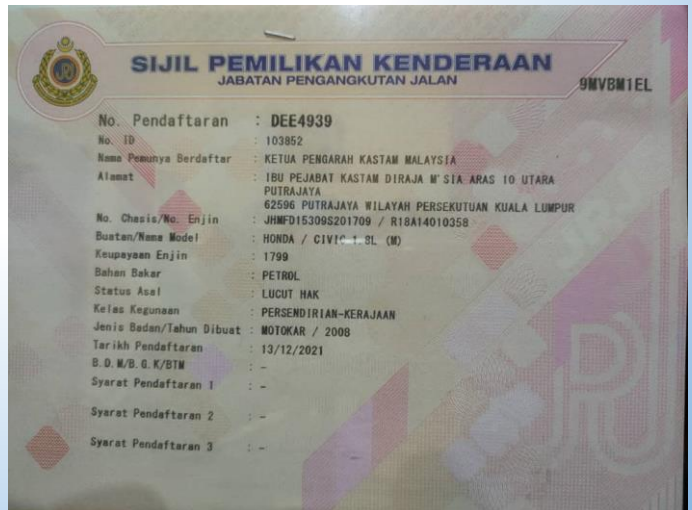 SIJIL PEMILIKAN KENDERAAN
JABATAN PENGANGKUTAN JALAN
9MVBM1EL
No. Pendaftaran : DEE4939
No. ID : 103852
Nama Pemunya Berdaftar : KETUA PENGARAH KASTAM MALAYSIA
Alamat : IBU PEJABAT KASTAM DIRAJA M'SIA ARAS 10 UTARA
PUTRAJAYA
62596 PUTRAJAYA WILAYAH PERSEKUTUAN KUALA LUMPUR
No. Chasis/No. Enjin : JHMFD15309S201709 / R18A14010358
Buatan/Nama Model : HONDA / CIVIC 1.8L (M)
Keupayaan Enjin : 1799
Bahan Bakar : PETROL
Status Asal : LUCUT HAK
Kelas Kegunaan : PERSENDIRIAN-KERAJAAN
Jenis Badan/Tahun Dibuat : MOTOKAR / 2008
Tarikh Pendaftaran : 13/12/2021
B.D.M/B.G.K/BTM : -
Syarat Pendaftaran 1 : -
Syarat Pendaftaran 2 : -
Syarat Pendaftaran 3 : -